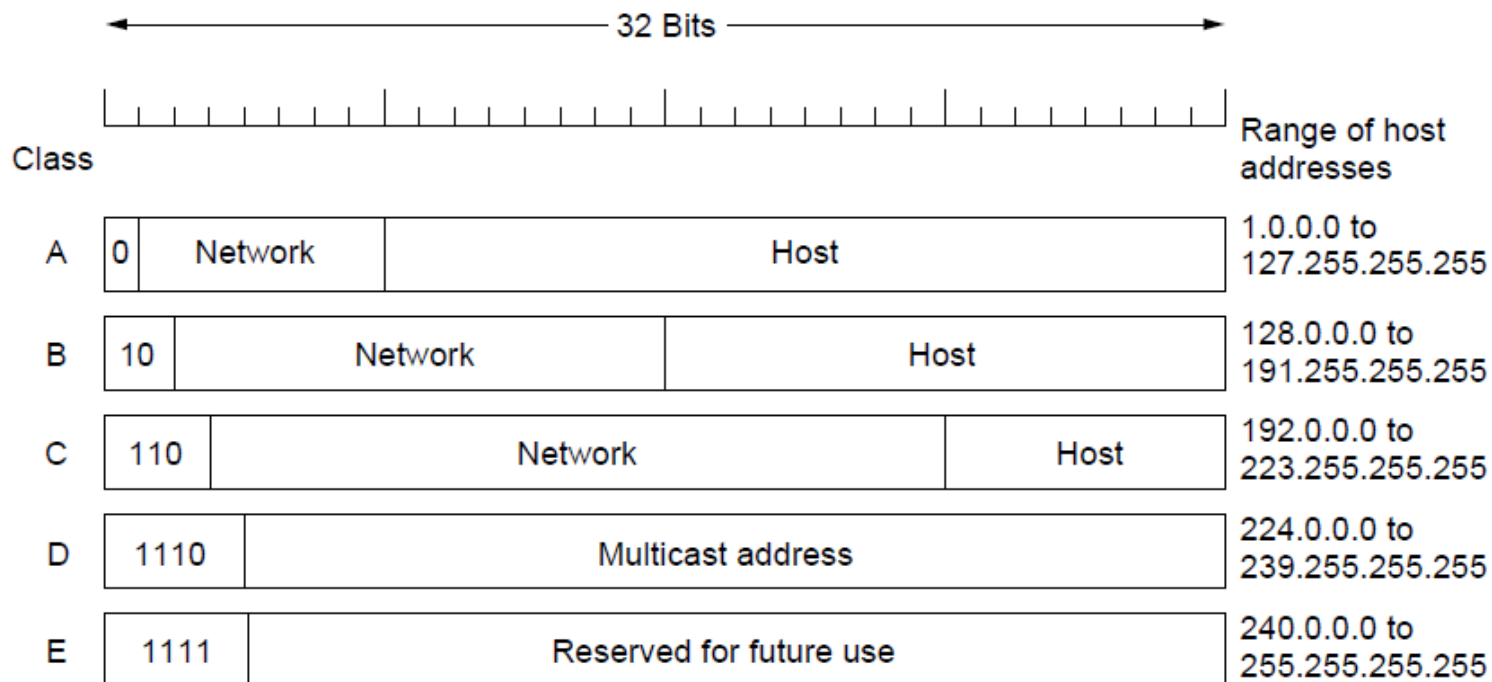 32 Bits
Class
Range of host
addresses
A
0
Network
Host
1.0.0.0 to
127.255.255.255
B
10
Network
Host
128.0.0.0 to
191.255.255.255
C
110
Network
Host
192.0.0.0 to
223.255.255.255
D
1110
Multicast address
224.0.0.0 to
239.255.255.255
E
1111
Reserved for future use
240.0.0.0 to
255.255.255.255